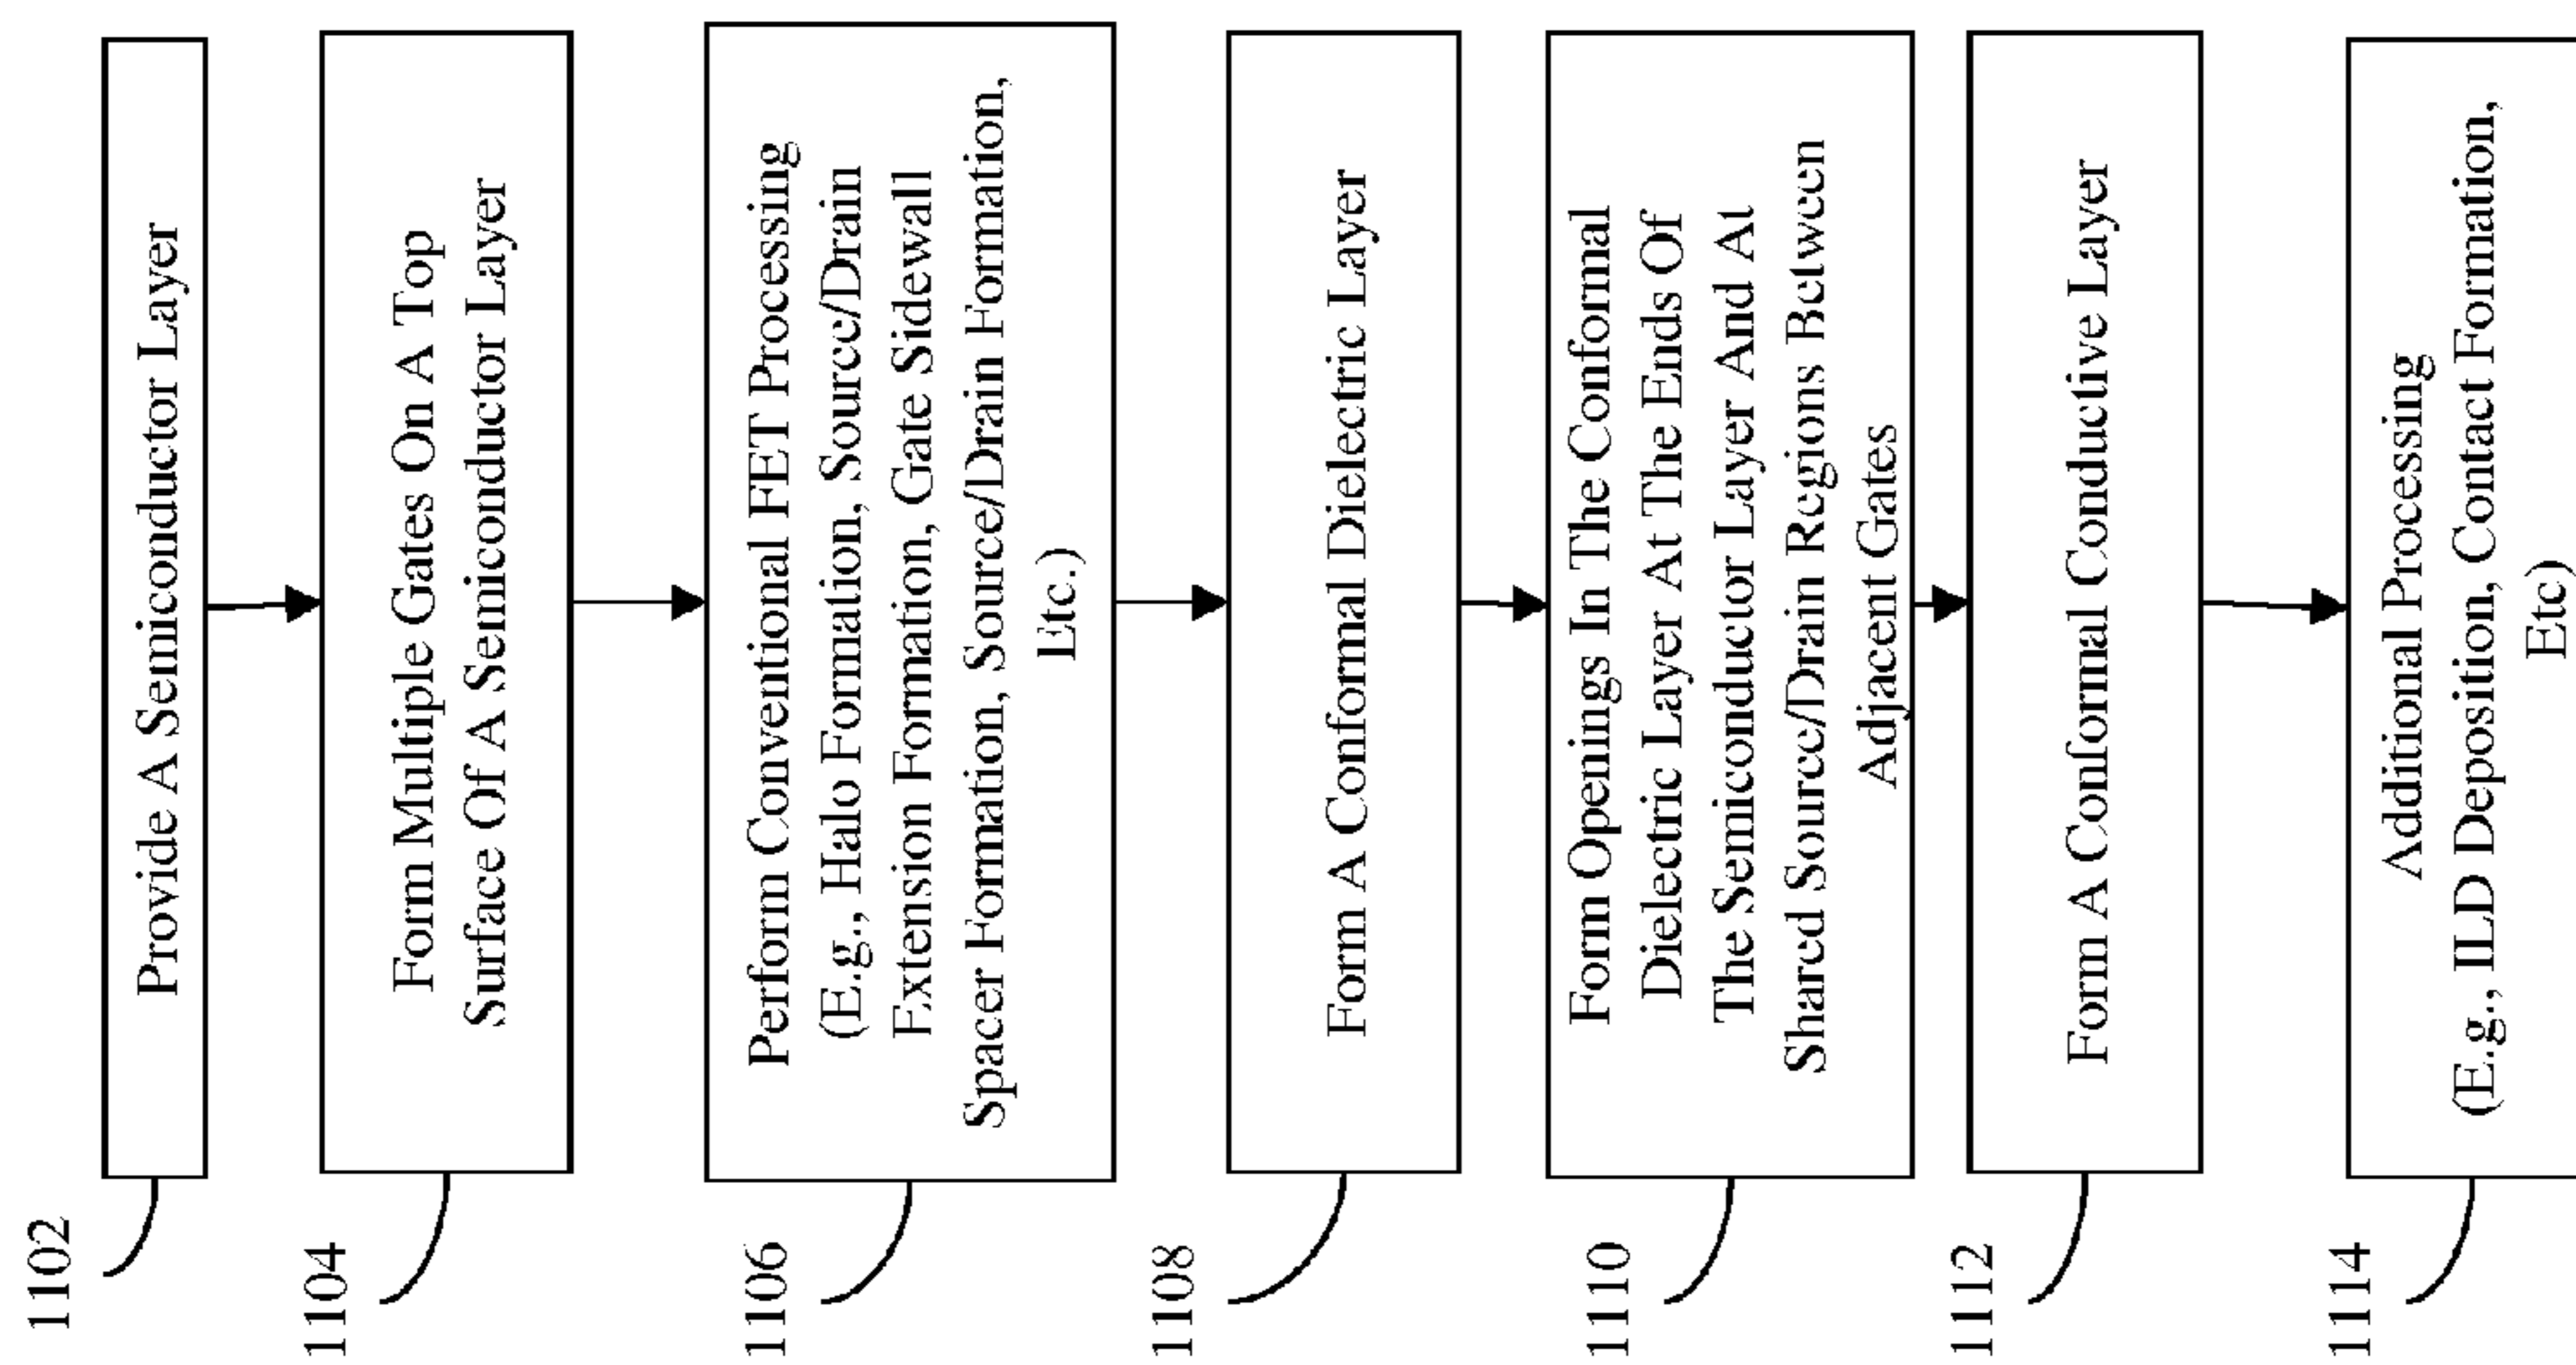 1102
Provide A Semiconductor Layer
1104
Form Multiple Gates On A Top
Surface Of A Semiconductor Layer
1106
Perform Conventional FET Processing
(E.g., Halo Formation, Source/Drain
Extension Formation, Gate Sidewall
Spacer Formation, Source/Drain Formation,
Etc.)
1108
Form A Conformal Dielectric Layer
1110
Form Openings In The Conformal
Dielectric Layer At The Ends Of
The Semiconductor Layer And At
Shared Source/Drain Regions Between
Adjacent Gates
1112
Form A Conformal Conductive Layer
1114
Additional Processing
(E.g., ILD Deposition, Contact Formation,
Etc)